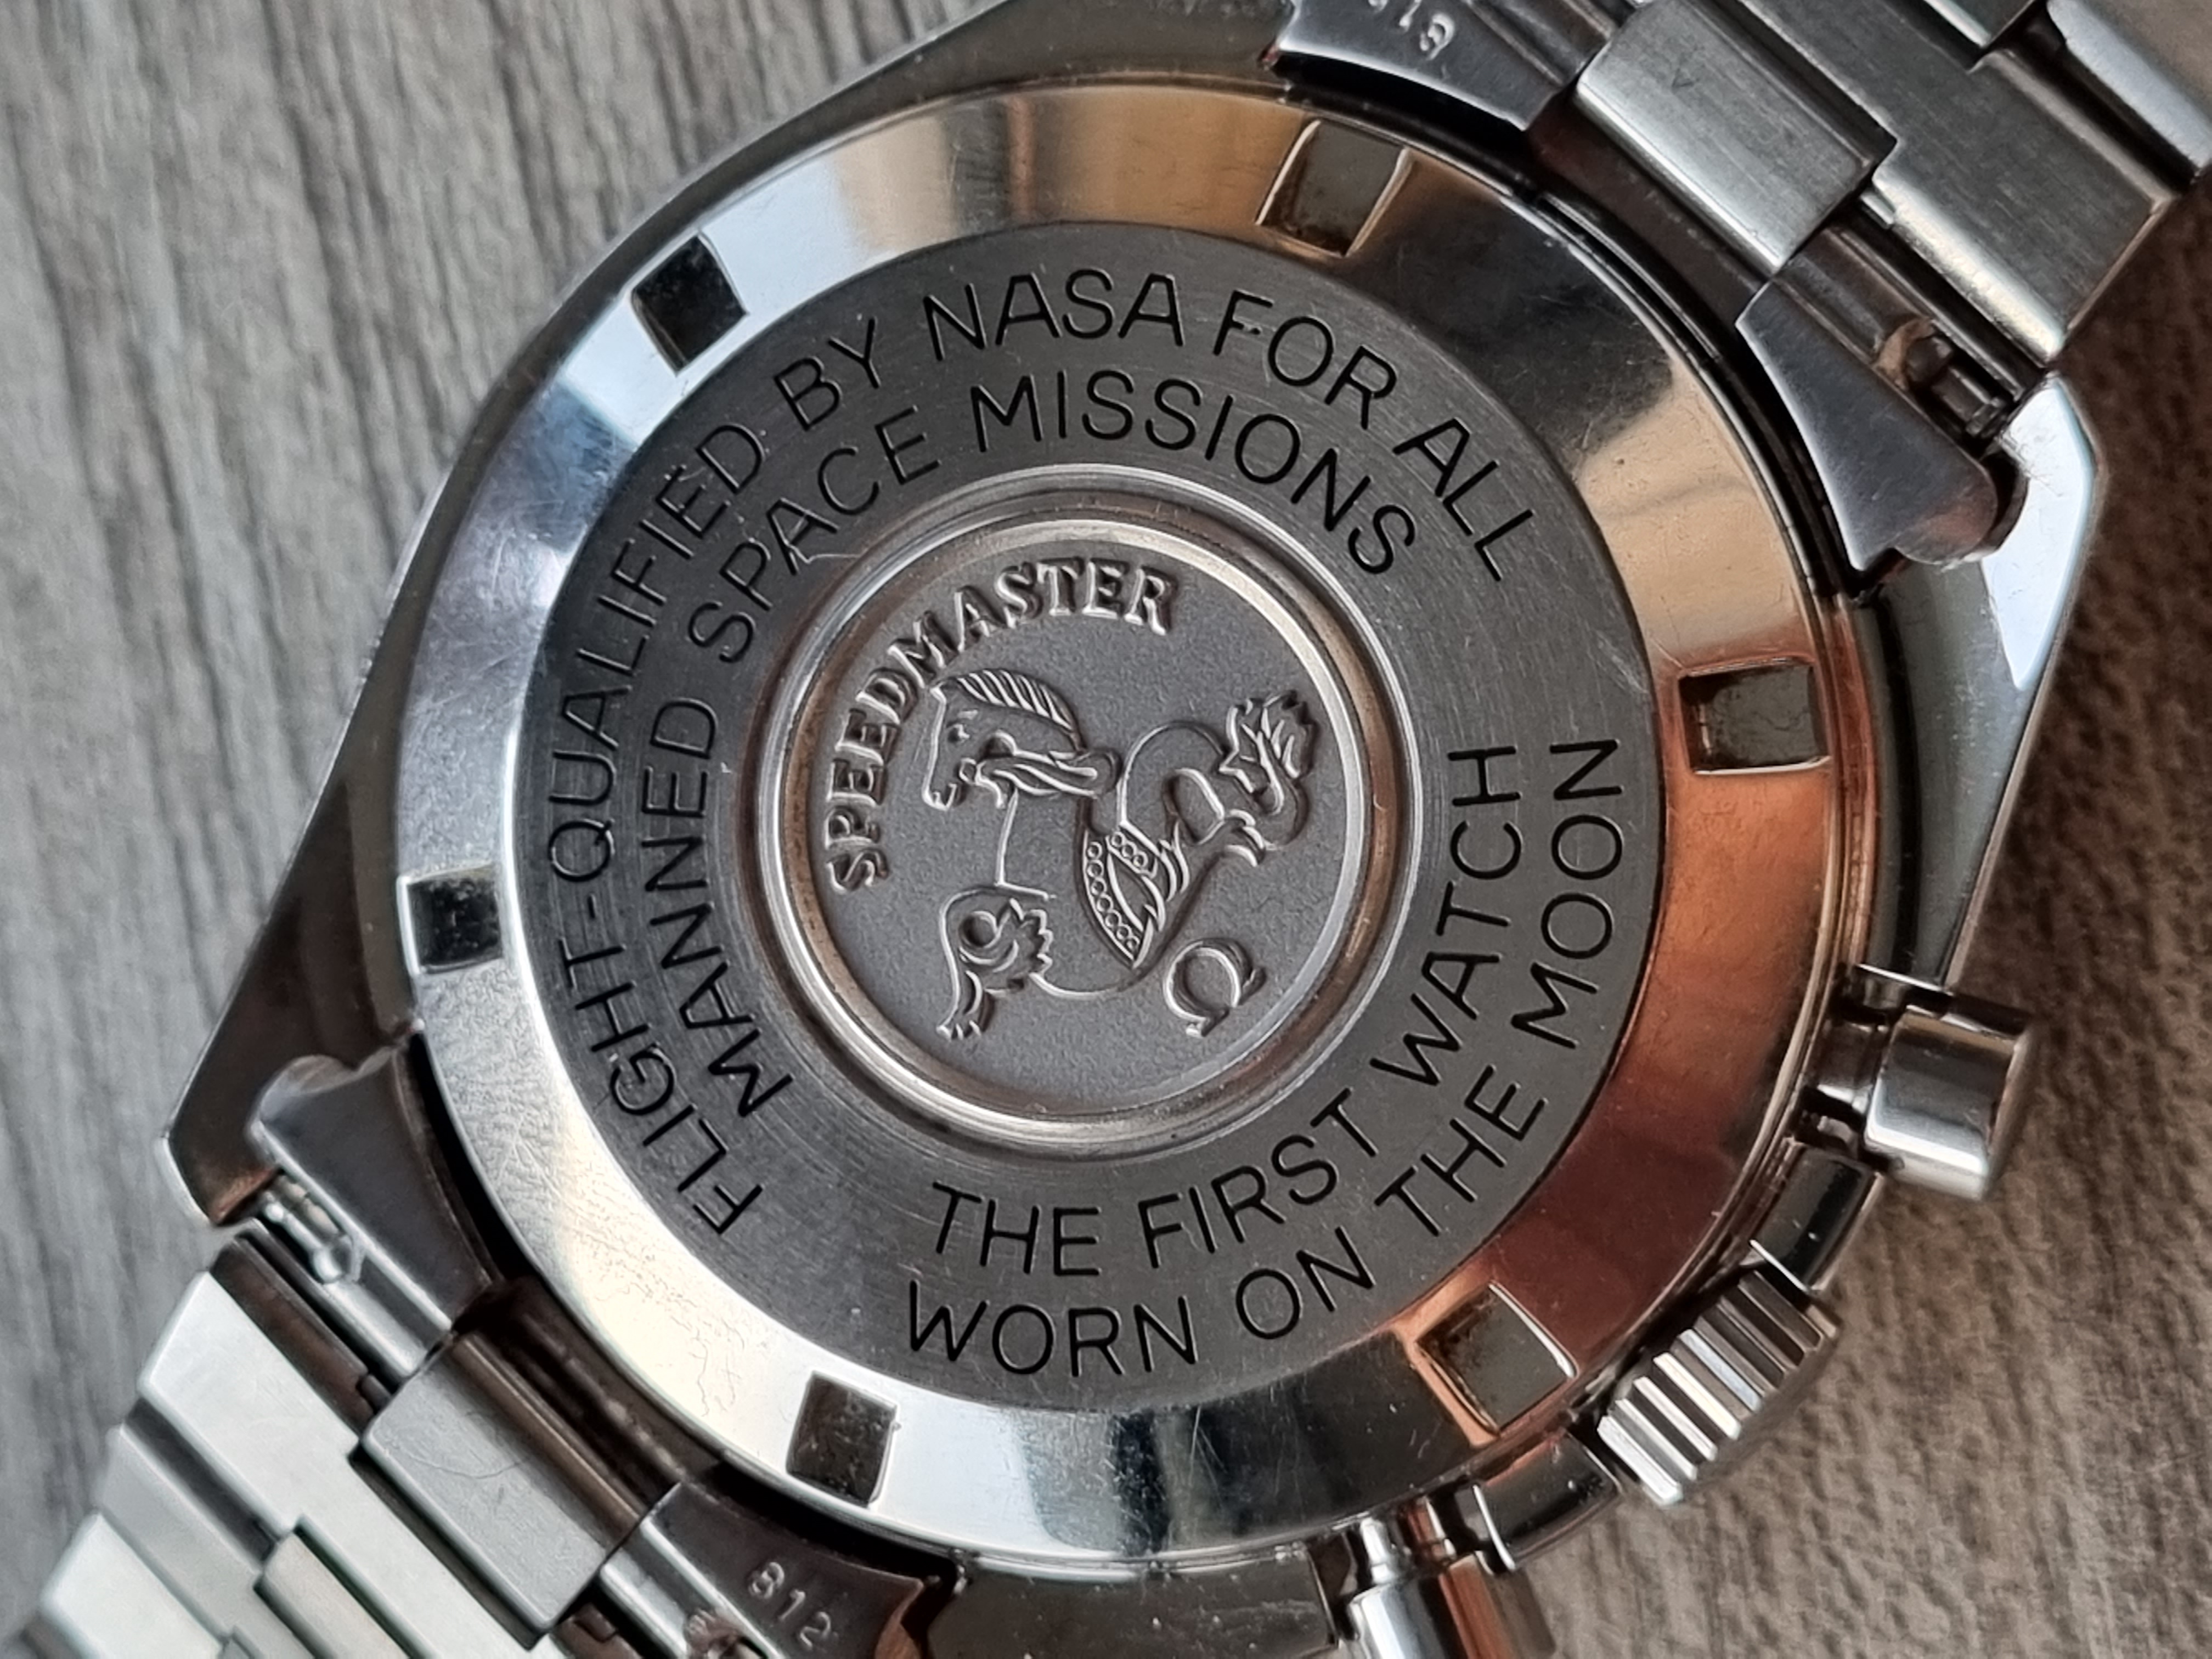 FLIGHT-QUALIFIED BY NASA FOR ALL
MANNED SPACE MISSIONS
SPEEDMASTER
Ω
THE FIRST WATCH
WORN ON THE MOON
812